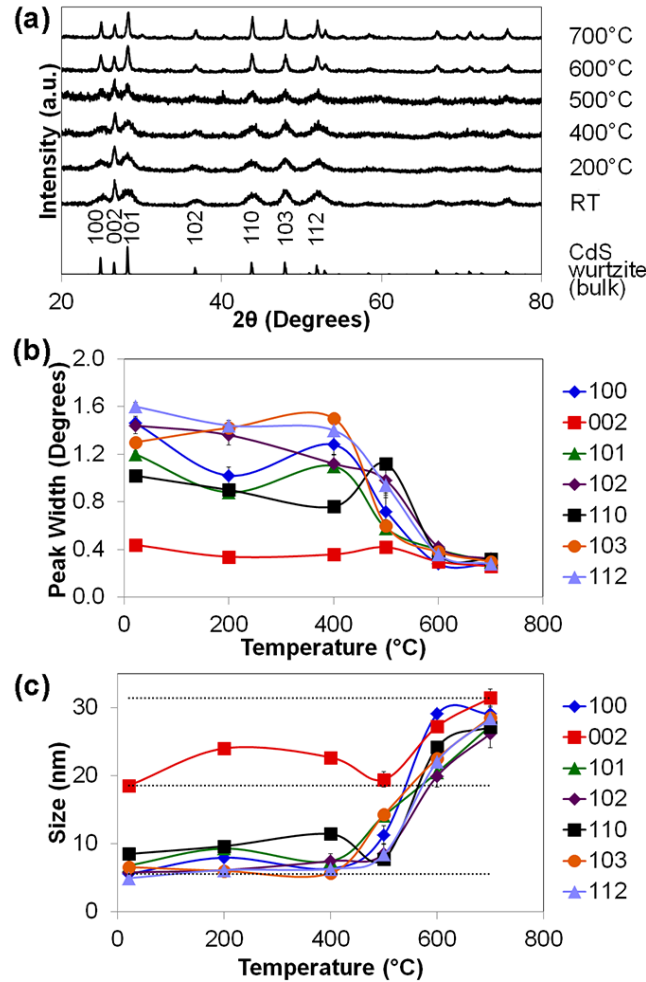 (a)
Intensity (a.u.)
700°C
600°C
500°C
400°C
200°C
RT
CdS
wurtzite
(bulk)
100
002
101
102
110
103
112
20
40
60
80
2θ (Degrees)
(b)
Peak Width (Degrees)
2.0
1.6
1.2
0.8
0.4
0.0
0
200
400
600
800
Temperature (°C)
100
002
101
102
110
103
112
(c)
Size (nm)
30
20
10
0
0
200
400
600
800
Temperature (°C)
100
002
101
102
110
103
112